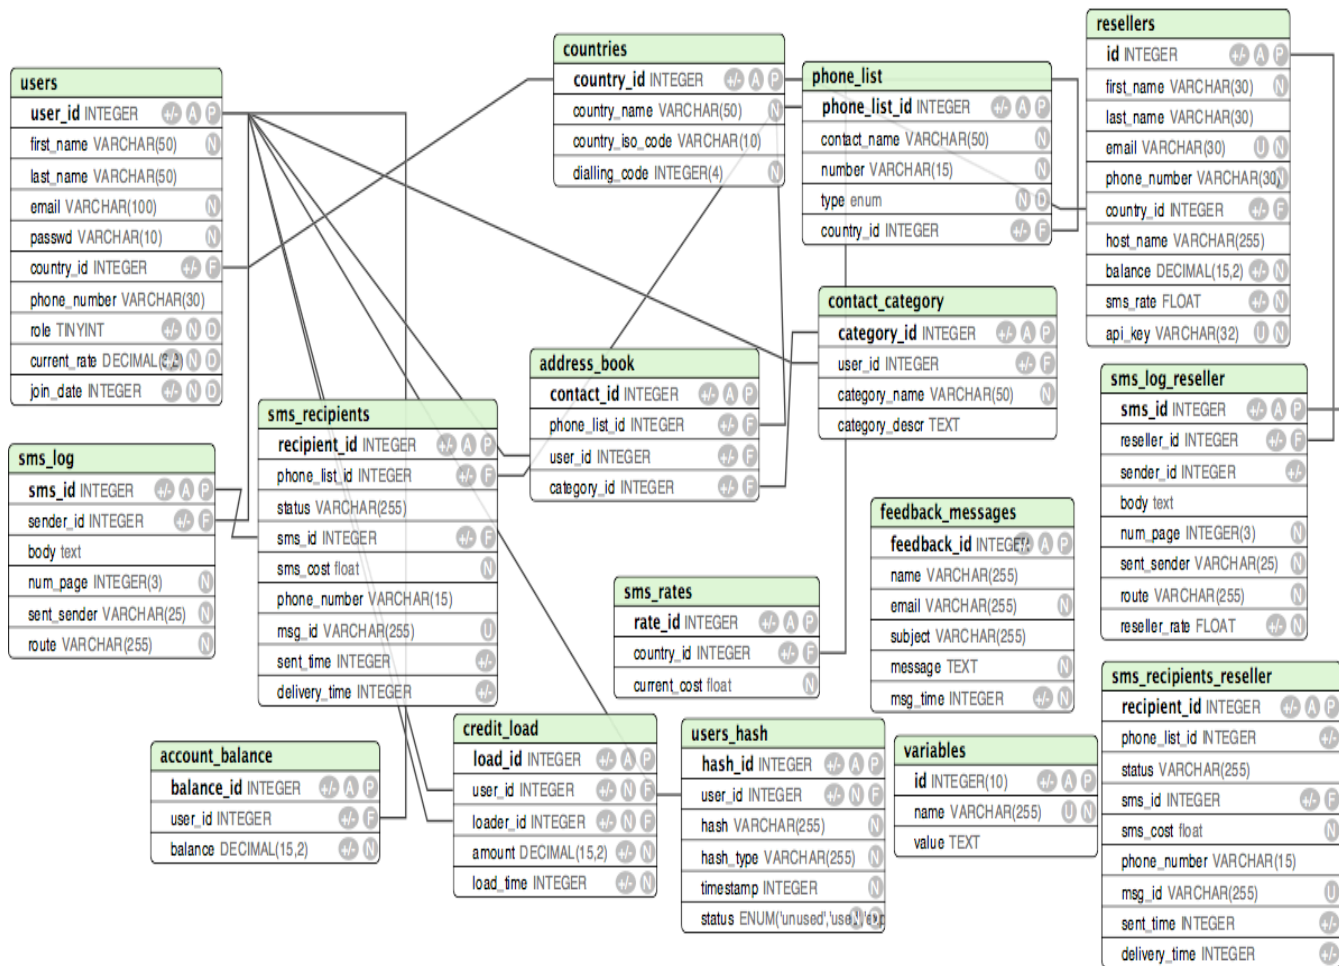 users
user_id INTEGER +/- A P
first_name VARCHAR(50) N
last_name VARCHAR(50)
email VARCHAR(100) N
passwd VARCHAR(10) N
country_id INTEGER +/- F
phone_number VARCHAR(30)
role TINYINT +/- N D
current_rate DECIMAL(8,2) N D
join_date INTEGER +/- N D
sms_log
sms_id INTEGER +/- A P
sender_id INTEGER +/- F
body text
num_page INTEGER(3) N
sent_sender VARCHAR(25) N
route VARCHAR(255) N
sms_recipients
recipient_id INTEGER +/- A P
phone_list_id INTEGER +/- F
status VARCHAR(255)
sms_id INTEGER +/- F
sms_cost float N
phone_number VARCHAR(15)
msg_id VARCHAR(255) U
sent_time INTEGER +/-
delivery_time INTEGER +/-
account_balance
balance_id INTEGER +/- A P
user_id INTEGER +/- F
balance DECIMAL(15,2) +/- N
countries
country_id INTEGER +/- A P
country_name VARCHAR(50) N
country_iso_code VARCHAR(10)
dialling_code INTEGER(4) N
address_book
contact_id INTEGER +/- A P
phone_list_id INTEGER +/- F
user_id INTEGER +/- F
category_id INTEGER +/- F
credit_load
load_id INTEGER +/- A P
user_id INTEGER +/- N F
loader_id INTEGER +/- N F
amount DECIMAL(15,2) +/- N
load_time INTEGER +/- N
sms_rates
rate_id INTEGER +/- A P
country_id INTEGER +/- F
current_cost float N
users_hash
hash_id INTEGER +/- A P
user_id INTEGER +/- N F
hash VARCHAR(255) N
hash_type VARCHAR(255) N
timestamp INTEGER N
status ENUM('unused','used','exp N
phone_list
phone_list_id INTEGER +/- A P
contact_name VARCHAR(50) N
number VARCHAR(15) N
type enum N D
country_id INTEGER +/- F
contact_category
category_id INTEGER +/- A P
user_id INTEGER +/- F
category_name VARCHAR(50) N
category_descr TEXT
feedback_messages
feedback_id INTEGER +/- A P
name VARCHAR(255)
email VARCHAR(255) N
subject VARCHAR(255)
message TEXT N
msg_time INTEGER +/- N
variables
id INTEGER(10) +/- A P
name VARCHAR(255) U N
value TEXT
resellers
id INTEGER +/- A P
first_name VARCHAR(30) N
last_name VARCHAR(30)
email VARCHAR(30) U N
phone_number VARCHAR(30) N
country_id INTEGER +/- F
host_name VARCHAR(255)
balance DECIMAL(15,2) +/- N
sms_rate FLOAT +/- N
api_key VARCHAR(32) U N
sms_log_reseller
sms_id INTEGER +/- A P
reseller_id INTEGER +/- F
sender_id INTEGER +/-
body text
num_page INTEGER(3) N
sent_sender VARCHAR(25) N
route VARCHAR(255) N
reseller_rate FLOAT +/- N
sms_recipients_reseller
recipient_id INTEGER +/- A P
phone_list_id INTEGER +/-
status VARCHAR(255)
sms_id INTEGER +/- F
sms_cost float N
phone_number VARCHAR(15)
msg_id VARCHAR(255) U
sent_time INTEGER +/-
delivery_time INTEGER +/-